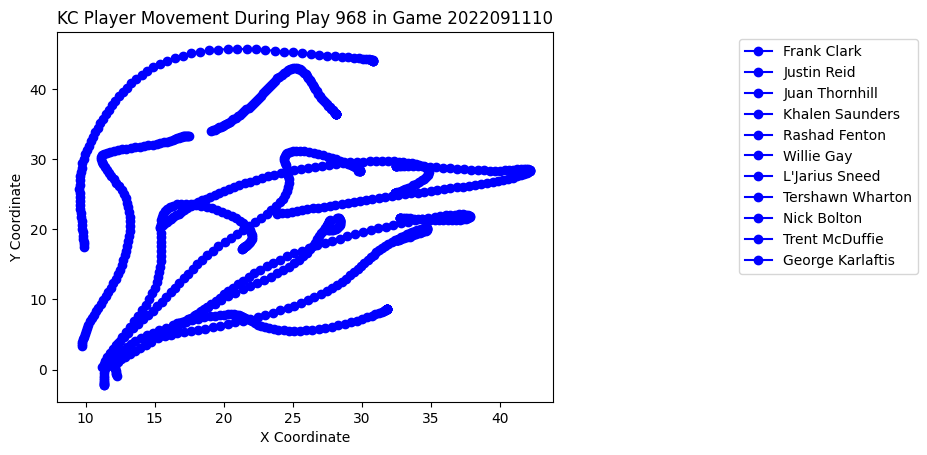 KC Player Movement During Play 968 in Game 2022091110
Y Coordinate
40
30
20
10
0
10
15
20
25
30
35
40
X Coordinate
Frank Clark
Justin Reid
Juan Thornhill
Khalen Saunders
Rashad Fenton
Willie Gay
L'Jarius Sneed
Tershawn Wharton
Nick Bolton
Trent McDuffie
George Karlaftis